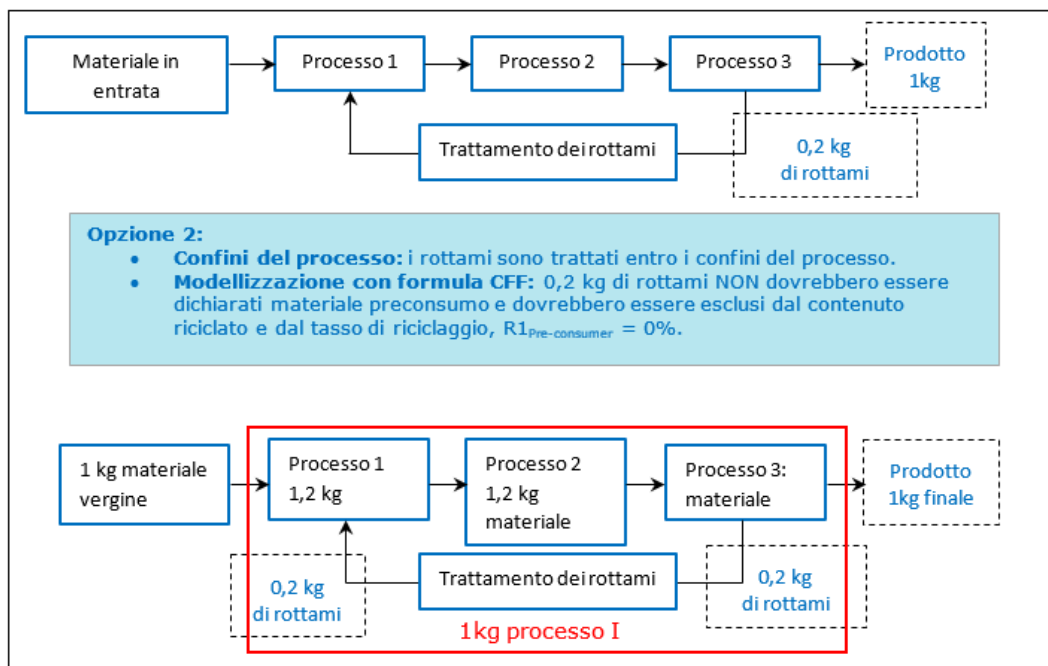 Materiale in
entrata
Processo 1
Processo 2
Processo 3
Prodotto
1kg
Trattamento dei rottami
0,2 kg
di rottami
Opzione 2:
• Confini del processo: i rottami sono trattati entro i confini del processo.
• Modellizzazione con formula CFF: 0,2 kg di rottami NON dovrebbero essere
dichiarati materiale preconsumo e dovrebbero essere esclusi dal contenuto
riciclato e dal tasso di riciclaggio, R1Pre-consumer = 0%.
1 kg materiale
vergine
Processo 1
1,2 kg
Processo 2
1,2 kg
materiale
Processo 3:
materiale
Prodotto
1kg finale
0,2 kg
di rottami
Trattamento dei rottami
0,2 kg
di rottami
1kg processo I